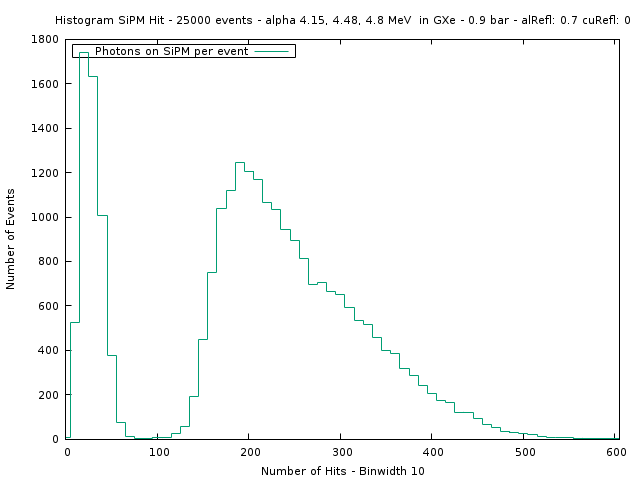 Histogram SiPM Hit - 25000 events - alpha 4.15, 4.48, 4.8 MeV  in GXe - 0.9 bar - alRefl: 0.7 cuRefl: 0
Photons on SiPM per event
1800
1600
1400
1200
1000
800
600
400
200
0
Number of Events
0 100 200 300 400 500 600
Number of Hits - Binwidth 10